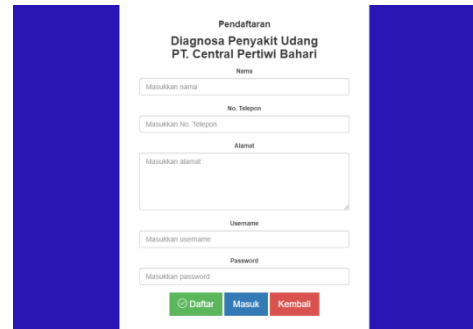 Pendaftaran
Diagnosa Penyakit Udang
PT. Central Pertiwi Bahari
Nama
Masukkan nama
No. Telepon
Masukkan No. Telepon
Alamat
Masukkan alamat
Username
Masukkan username
Password
Masukkan password
Daftar Masuk Kembali